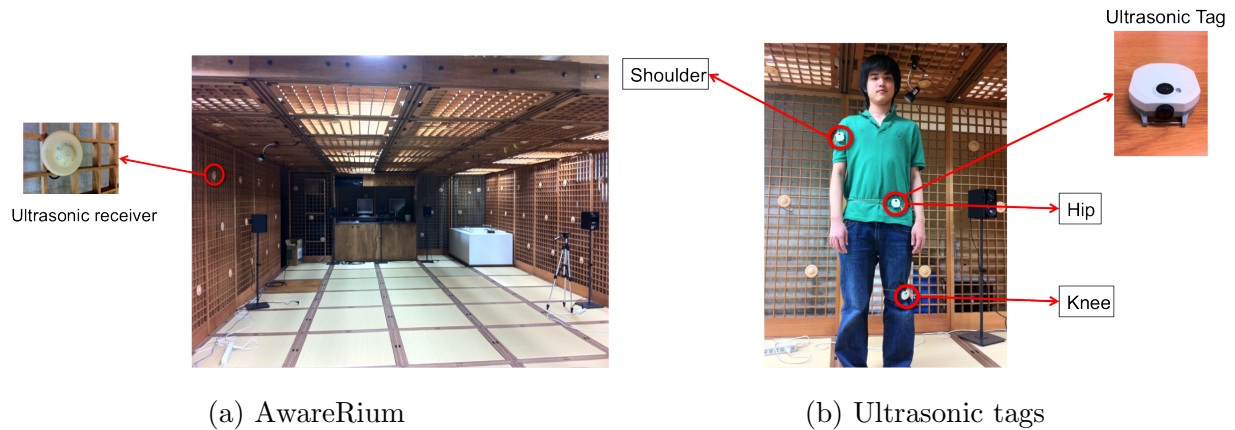 Ultrasonic Tag
Shoulder
Ultrasonic receiver
Hip
Knee
(a) AwareRium
(b) Ultrasonic tags